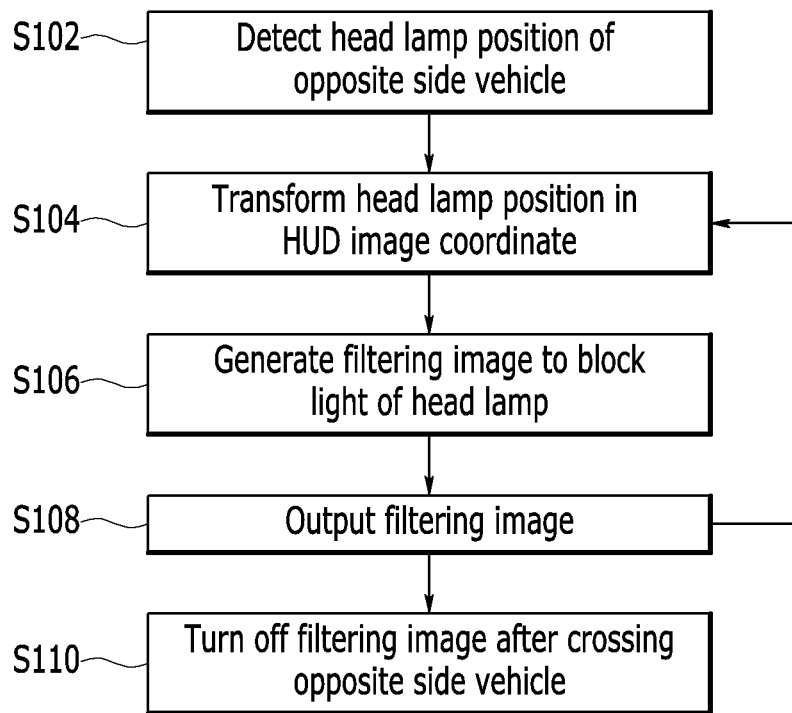 S102
Detect head lamp position of
opposite side vehicle
S104
Transform head lamp position in
HUD image coordinate
S106
Generate filtering image to block
light of head lamp
S108
Output filtering image
S110
Turn off filtering image after crossing
opposite side vehicle